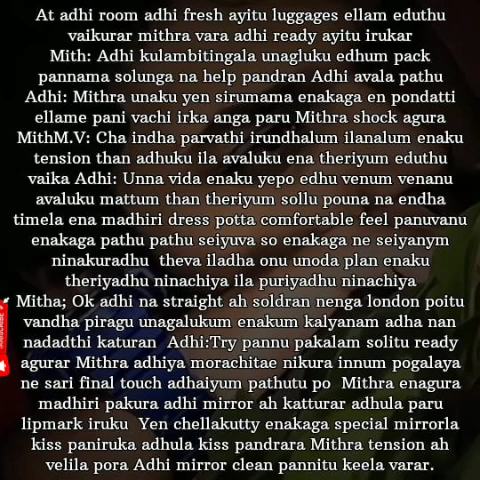 At adhi room adhi fresh ayitu luggages ellam eduthu
vaikurar mithra vara adhi ready ayitu irukar
Mith: Adhi kulambitingala unagluku edhum pack
pannama solunga na help pandran Adhi avala pathu
Adhi: Mithra unaku yen sirumama enakaga en pondatti
ellame pani vachi irka anga paru Mithra shock agura
MithM.V: Cha indha parvathi irundhalum ilanalum enaku
tension than adhuku ila avaluku ena theriyum eduthu
vaika Adhi: Unna vida enaku yepo edhu venum venanu
avaluku mattum than theriyum sollu pouna na endha
timela ena madhiri dress potta comfortable feel panuvanu
enakaga pathu pathu seiyuva so enakaga ne seiyanym
ninakuradhu theva iladha onu unoda plan enaku
theriyadhu ninachiya ila puriyadhu ninachiya
Mitha; Ok adhi na straight ah soldran nenga london poitu
vandha piragu unagalukum enakum kalyanam adha nan
nadadthi katuran Adhi:Try pannu pakalam solitu ready
agurar Mithra adhiya morachitae nikura innum pogalaya
ne sari final touch adhaiyum pathutu po Mithra enagura
madhiri pakura adhi mirror ah katturar adhula paru
lipmark iruku Yen chellakutty enakaga special mirrorla
kiss paniruka adhula kiss pandrara Mithra tension ah
velila pora Adhi mirror clean pannitu keela varar.